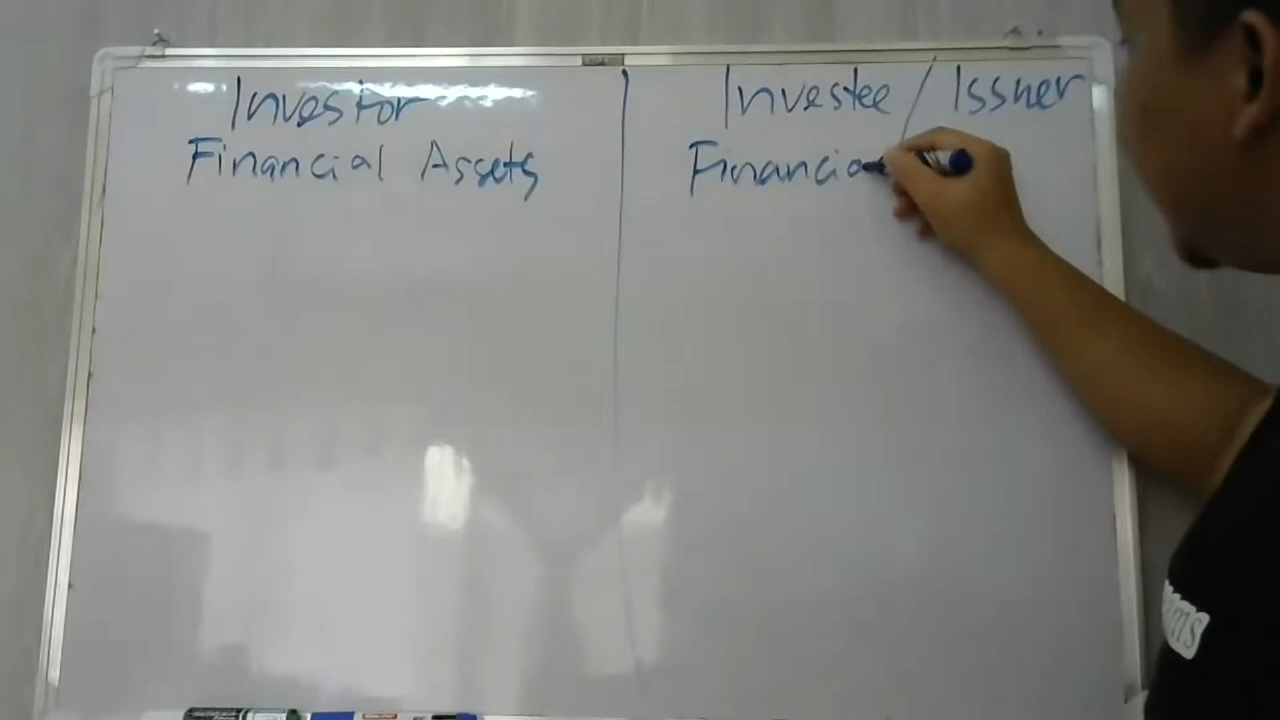 Investor
Financial Assets
Investee / Issuer
Financia